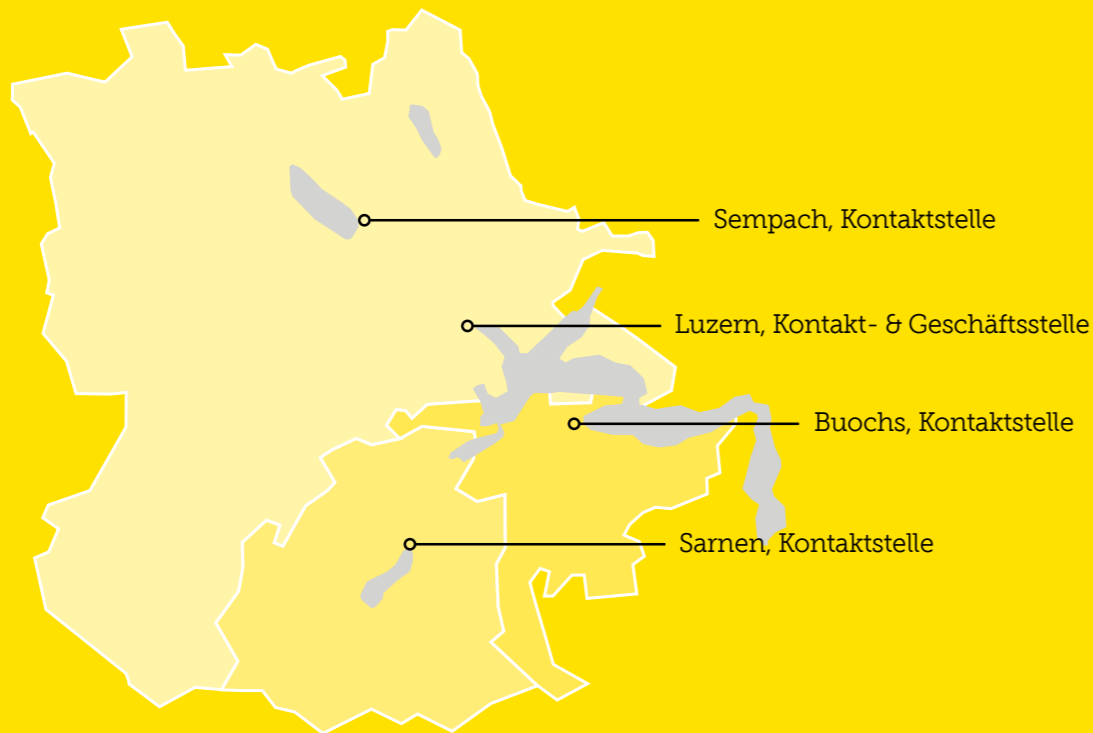 Sempach, Kontaktstelle
Luzern, Kontakt- & Geschäftsstelle
Buochs, Kontaktstelle
Sarnen, Kontaktstelle